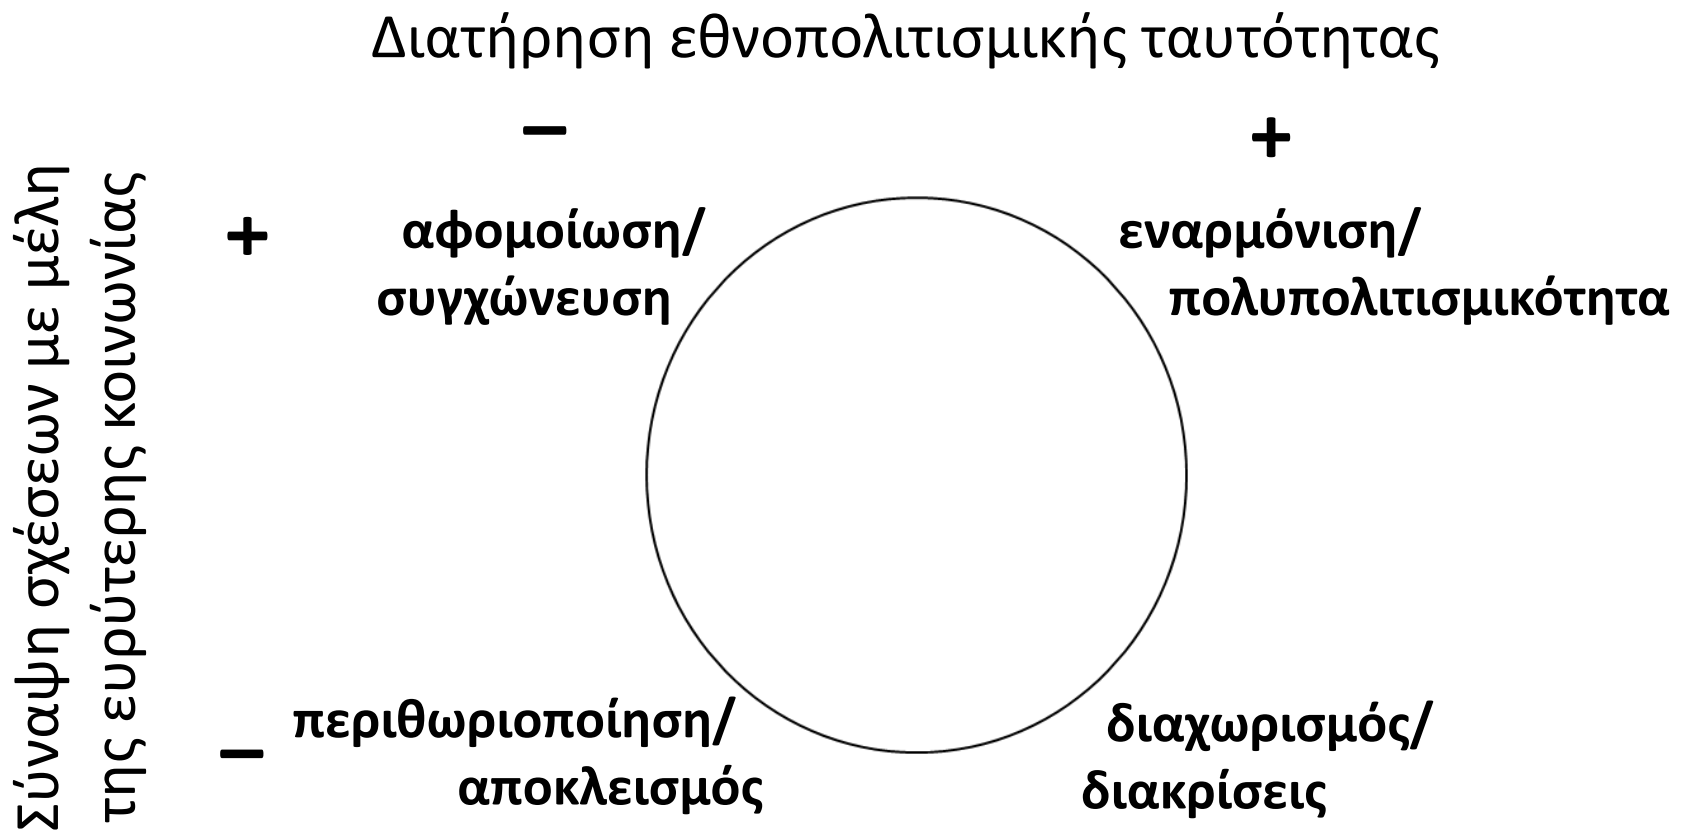 Διατήρηση εθνοπολιτισμικής ταυτότητας
− +
Σύναψη σχέσεων με μέλη
της ευρύτερης κοινωνίας
+
αφομοίωση/
συγχώνευση
εναρμόνιση/
πολυπολιτισμικότητα
−
περιθωριοποίηση/
αποκλεισμός
διαχωρισμός/
διακρίσεις